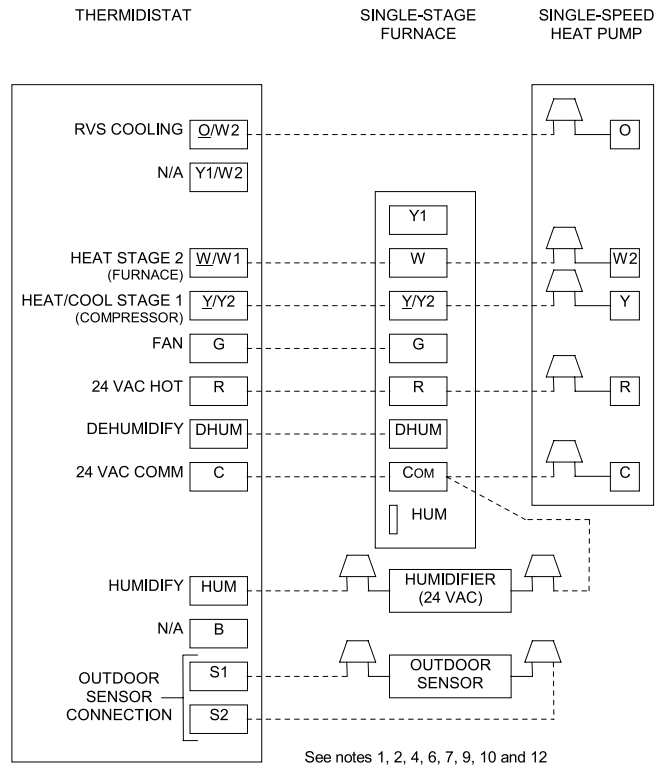 THERMIDISTAT
SINGLE-STAGE
FURNACE
SINGLE-SPEED
HEAT PUMP
RVS COOLING O/W2 O
N/A Y1/W2
Y1
HEAT STAGE 2 W/W1 W W2
(FURNACE)
HEAT/COOL STAGE 1 Y/Y2 Y/Y2 Y
(COMPRESSOR)
FAN G G
24 VAC HOT R R R
DEHUMIDIFY DHUM DHUM
24 VAC COMM C COM C
HUM
HUMIDIFY HUM HUMIDIFIER
(24 VAC)
N/A B
S1 OUTDOOR
SENSOR
OUTDOOR
SENSOR
CONNECTION
S2
See notes 1, 2, 4, 6, 7, 9, 10 and 12